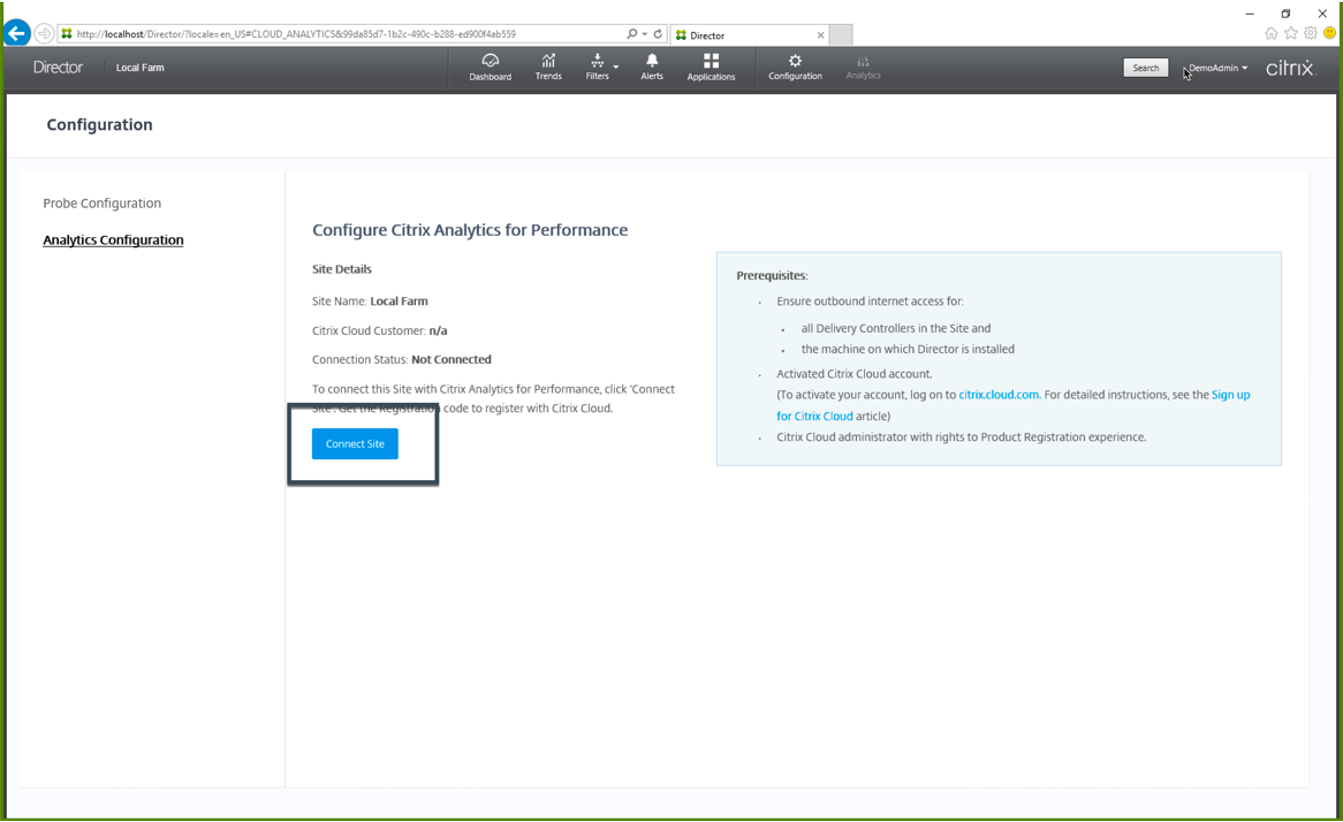 http://localhost/Director/?locale=en_US#CLOUD_ANALYTICS&99da85d7-1b2c-490c-b288-ed900f4ab559
Director
Director
Local Farm
Dashboard
Trends
Filters
Alerts
Applications
Configuration
Analytics
Search
DemoAdmin
citrix.
Configuration
Probe Configuration
Analytics Configuration
Configure Citrix Analytics for Performance
Site Details
Site Name: Local Farm
Citrix Cloud Customer: n/a
Connection Status: Not Connected
To connect this Site with Citrix Analytics for Performance, click 'Connect
Site'. Get the Registration code to register with Citrix Cloud.
Connect Site
Prerequisites:
· Ensure outbound internet access for:
· all Delivery Controllers in the Site and
· the machine on which Director is installed
· Activated Citrix Cloud account.
(To activate your account, log on to citrix.cloud.com. For detailed instructions, see the Sign up
for Citrix Cloud article)
· Citrix Cloud administrator with rights to Product Registration experience.